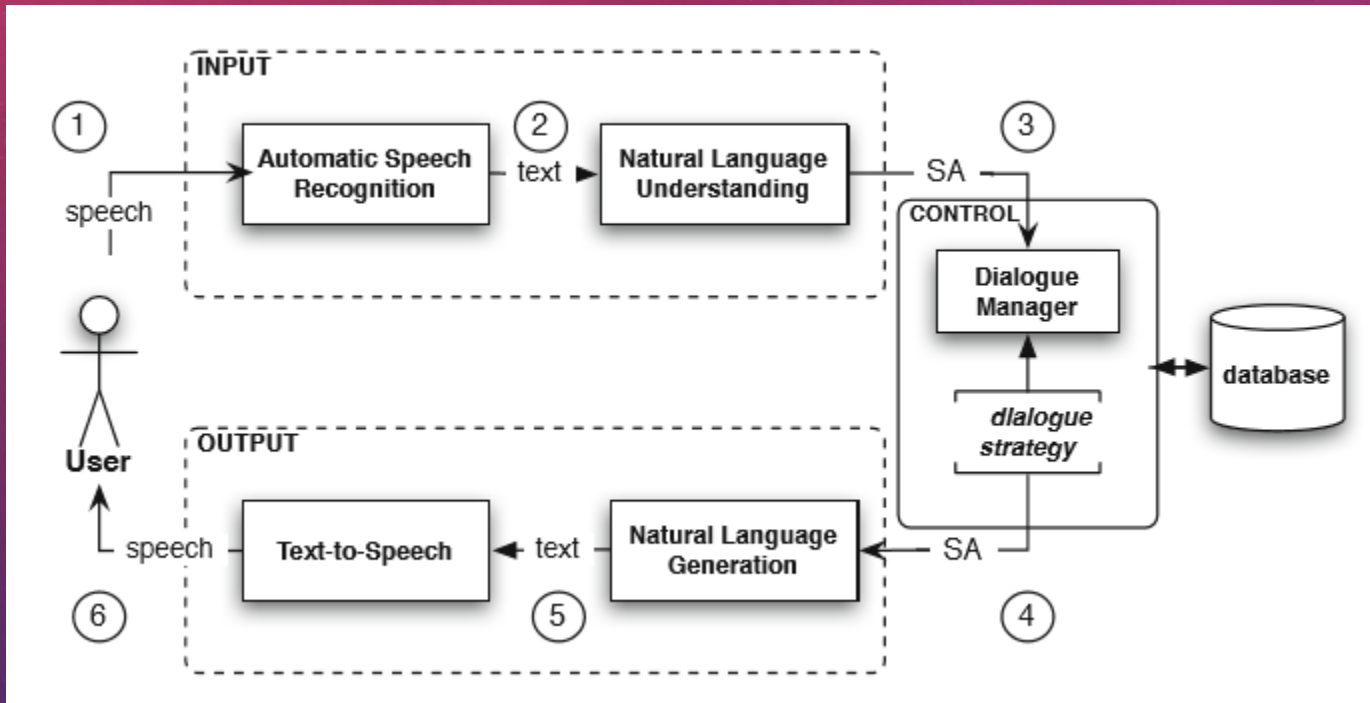 INPUT
1
speech
Automatic Speech
Recognition
2
text
Natural Language
Understanding
3
SA
CONTROL
Dialogue
Manager
dialogue
strategy
database
User
OUTPUT
4
SA
Natural Language
Generation
5
text
Text-to-Speech
speech
6